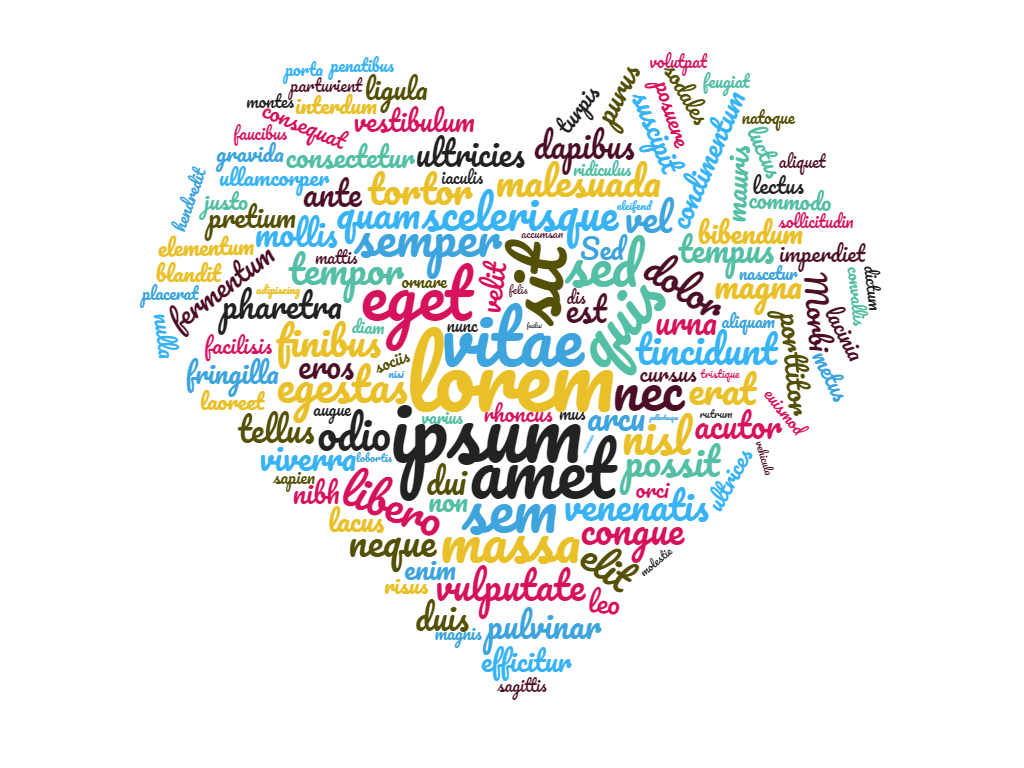 porta
penatibus
volutpat
parturient
ligula
sodales
feugiat
montes
interdum
turpis
purus
posuere
consequat
vestibulum
suscipit
condimentum
natoque
faucibus
dapibus
luctus
gravida
consectetur
ultricies
aliquet
ullamcorper
iaculis
ridiculus
mauris
lectus
hendrerit
ante
tortor
malesuada
commodo
justo
pretium
quam
scelerisque
eleifend
vel
sollicitudin
mollis
semper
accumsan
sit
Sed
bibendum
elementum
tempus
imperdiet
blandit
fermentum
mattis
tempor
velit
sed
dolor
nascetur
convallis
dictum
placerat
adipiscing
ornare
eget
felis
dis
quis
magna
Morbi
lacinia
pharetra
est
nulla
diam
nunc
facilisi
urna
aliquam
porttitor
facilisis
finibus
vitae
tincidunt
metus
fringilla
eros
sociis
nisi
lorem
cursus
tristique
egestas
nec
erat
euismod
laoreet
augue
varius
rhoncus
mus
arcu
pellentesque
rutrum
tellus
odio
ipsum
nisl
acutor
vehicula
viverra
lobortis
possit
ultrices
sapien
amet
nibh
libero
dui
orci
lacus
non
sem
venenatis
neque
massa
congue
enim
elit
molestie
risus
vulputate
leo
duis
magnis
pulvinar
efficitur
sagittis